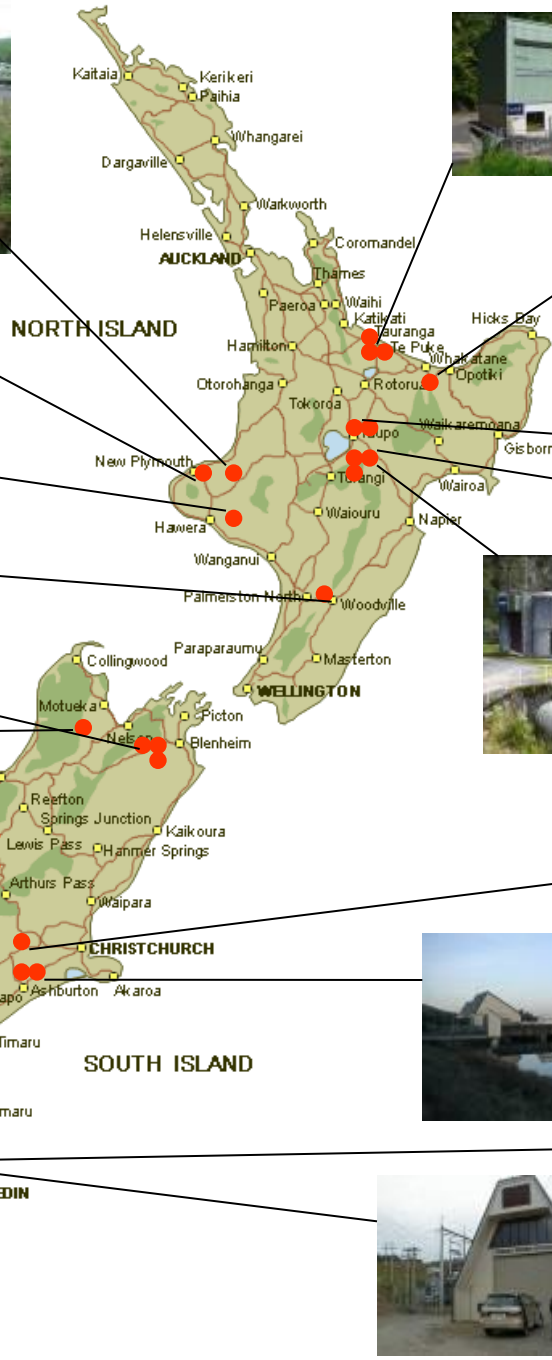 Kaitaia
Kerikeri
Paihia
Whangarei
Dargaville
Warkworth
Helensville
Coromandel
AUCKLAND
Thames
Paeroa
Waihi
Katikati
Hicks Bay
NORTH ISLAND
Tauranga
Hamilton
Te Puke
Whakatane
Opotiki
Otorohanga
Rotorua
Tokoroa
Waikaremoana
Taupo
Gisborn
New Plymouth
Turangi
Wairoa
Waiouru
Napier
Hawera
Wanganui
Palmerston North
Woodville
Paraparaumu
Masterton
Collingwood
WELLINGTON
Motueka
Picton
Nelson
Blenheim
Reefton
Springs Junction
Kaikoura
Lewis Pass
Hanmer Springs
Arthurs Pass
Waipara
CHRISTCHURCH
apo
Ashburton
Akaroa
Timaru
SOUTH ISLAND
maru
EDIN